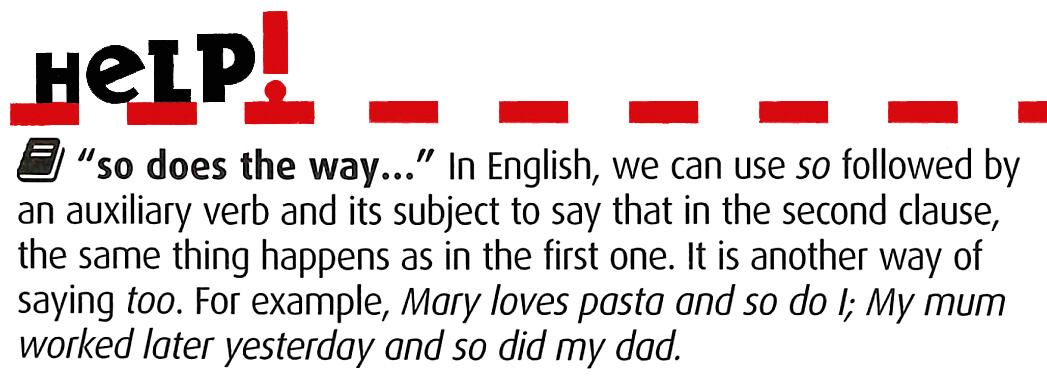 HeLP!
“so does the way...” In English, we can use so followed by
an auxiliary verb and its subject to say that in the second clause,
the same thing happens as in the first one. It is another way of
saying too. For example, Mary loves pasta and so do I; My mum
worked later yesterday and so did my dad.